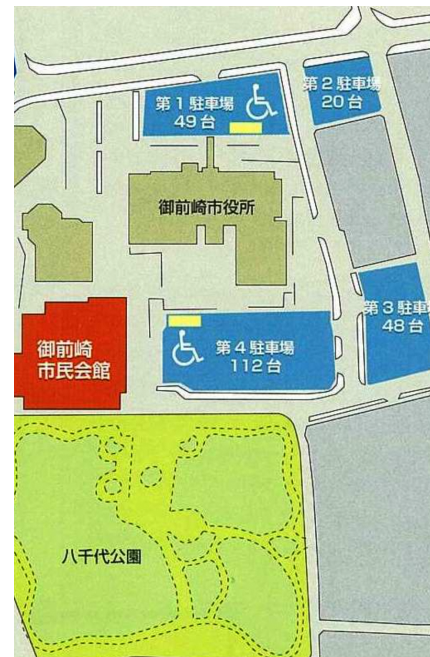 第1駐車場
49台
第2駐車場
20台
御前崎市役所
第3駐車
48台
第4駐車場
112台
御前崎
市民会館
八千代公園